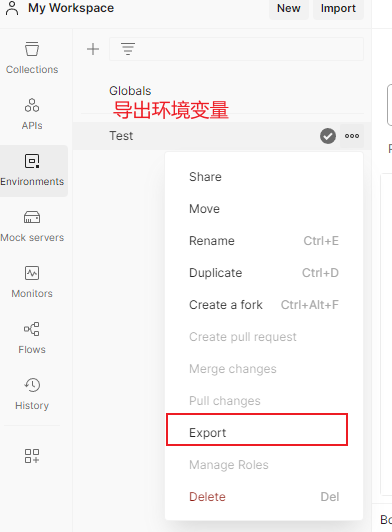 My Workspace
New
Import
Collections
APIs
Environments
Mock servers
Monitors
Flows
History
Globals
导出环境变量
Test
Share
Move
Rename Ctrl+E
Duplicate Ctrl+D
Create a fork Ctrl+Alt+F
Create pull request
Merge changes
Pull changes
Export
Manage Roles
Delete Del